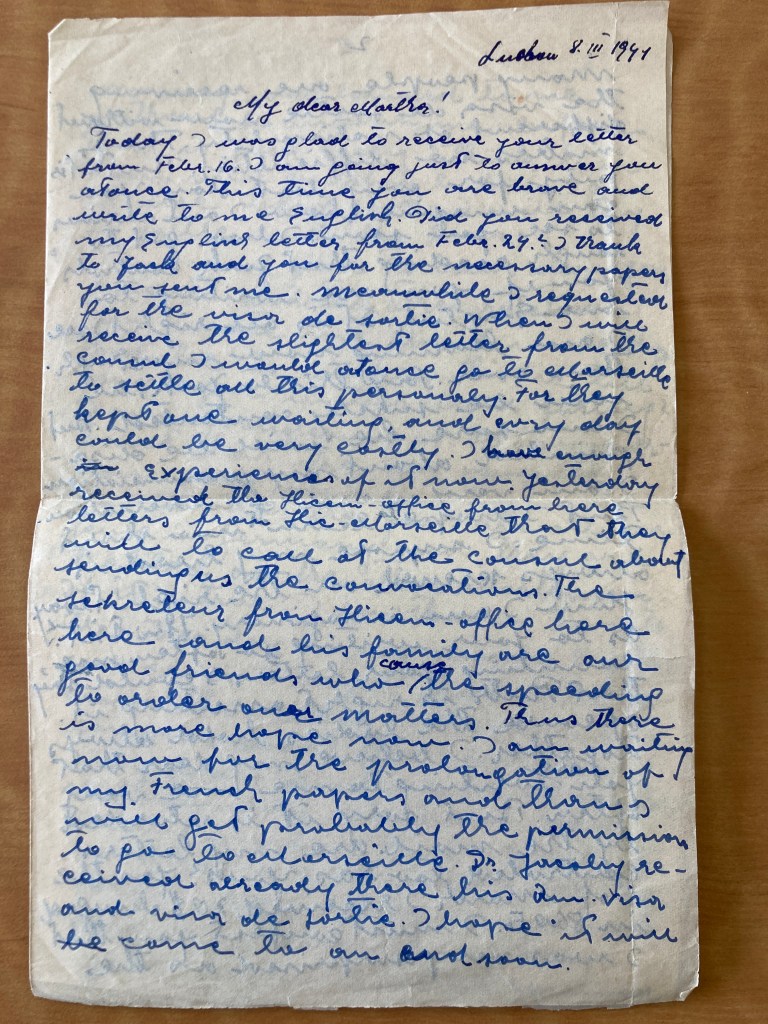 8. III 1941
My dear Martha!
Today I was glad to receive your letter
from Febr. 16. I am going just to answer you
atonce. This time you are brave and
write to me English. Did you received
my English letter from Febr. 24.? I thank
to Jack and you for the necessary papers
you sent me. Meanwhile I requested
for the visa de sortie. When I will
receive the slightest letter from the
consul I would atonce go to Marseille
to settle all this personaly. For they
kept one waiting, and every day
could be very costly. I have enough
experiences of it now. Yesterday
received the Hicem-office from here
letters from Hic-Marseille that they
will to call at the consul about
sending us the convocations. The
sekreteur from Hicem-office here
here and his family are our
good friends who cause the speeding
to order our matters. Thus there
is more hope now. I am waiting
now for the prolongation of
my French papers and than I
will get probably the permission
to go to Marseille. Dr. Jacoby re-
ceived already there his am. visa
and visa de sortie. I hope it will
be come to an end soon.